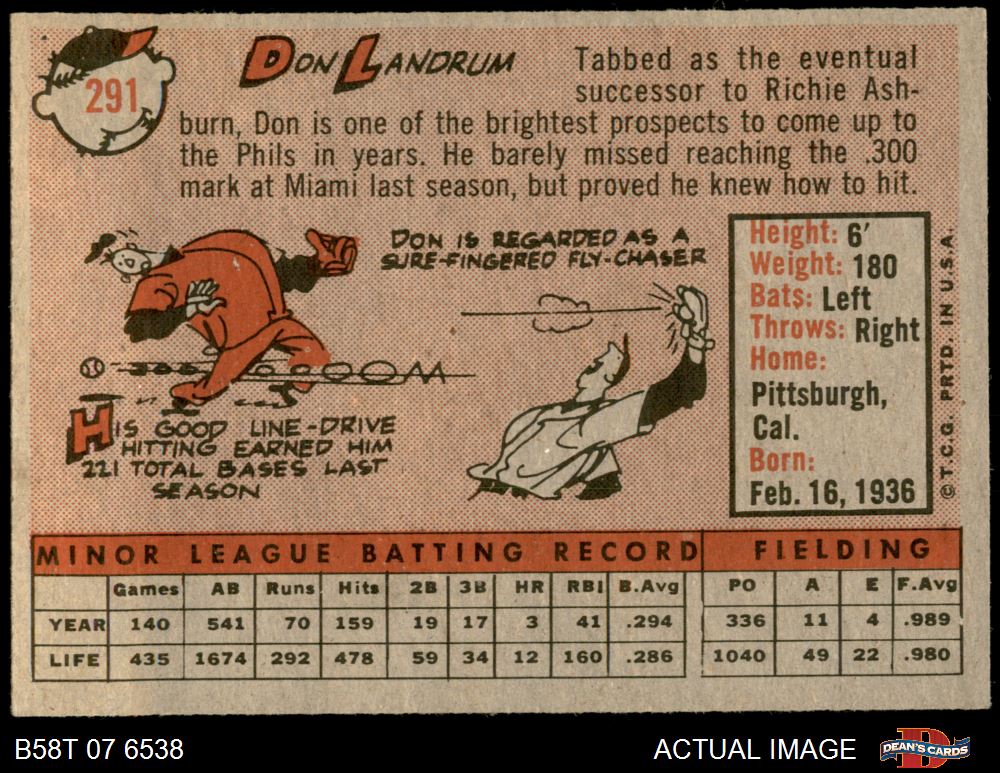 291
DON LANDRUM
Tabbed as the eventual
successor to Richie Ash-
burn, Don is one of the brightest prospects to come up to
the Phils in years. He barely missed reaching the .300
mark at Miami last season, but proved he knew how to hit.
DON IS REGARDED AS A
SURE-FINGERED FLY-CHASER
ZOOOOM
HIS GOOD LINE-DRIVE
HITTING EARNED HIM
221 TOTAL BASES LAST
SEASON
Height: 6'
Weight: 180
Bats: Left
Throws: Right
Home:
Pittsburgh,
Cal.
Born:
Feb. 16, 1936
© T.C.G. PRTD. IN U.S.A.
MINOR LEAGUE BATTING RECORD FIELDING
Games AB Runs Hits 2B 3B HR RBI B.Avg PO A E F.Avg
YEAR 140 541 70 159 19 17 3 41 .294 336 11 4 .989
LIFE 435 1674 292 478 59 34 12 160 .286 1040 49 22 .980
B58T 07 6538 ACTUAL IMAGE D DEAN'S CARDS